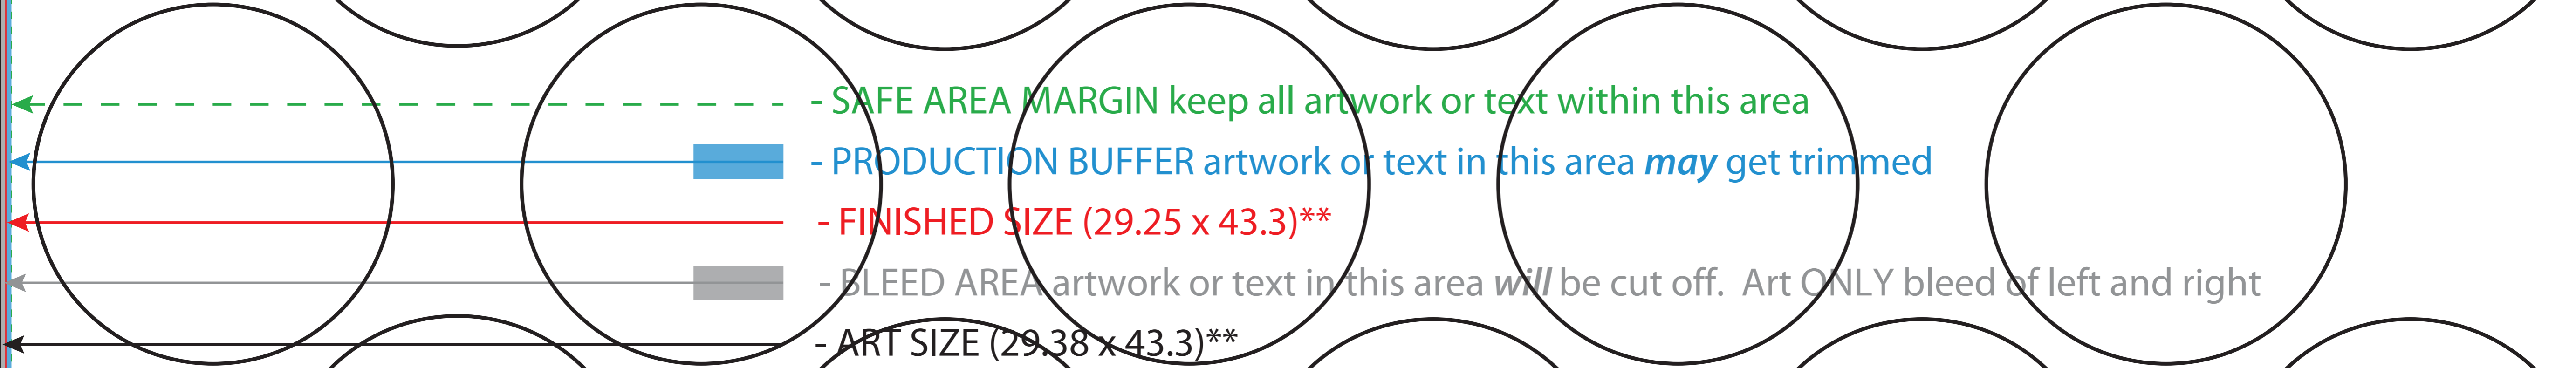 - SAFE AREA MARGIN keep all artwork or text within this area
- PRODUCTION BUFFER artwork or text in this area may get trimmed
- FINISHED SIZE (29.25 x 43.3)**
- BLEED AREA artwork or text in this area will be cut off.  Art ONLY bleed of left and right
- ART SIZE (29.38 x 43.3)**